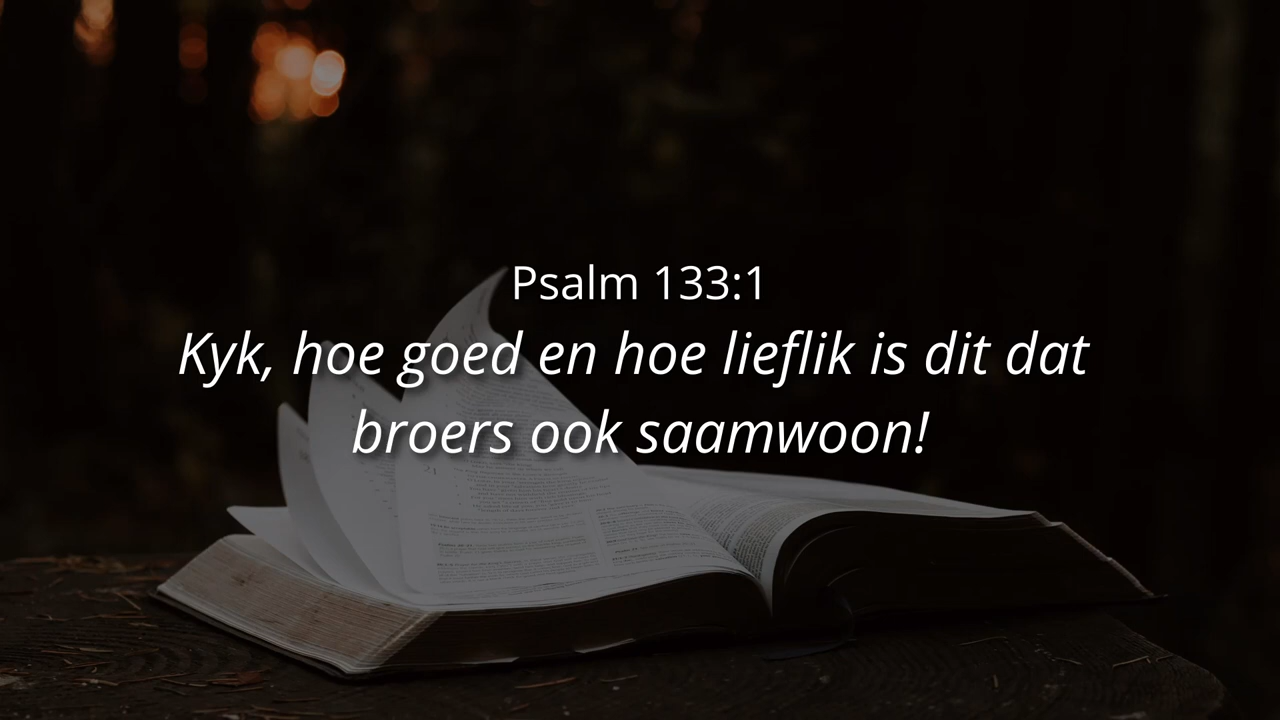 Psalm 133:1
Kyk, hoe goed en hoe lieflik is dit dat
broers ook saamwoon!